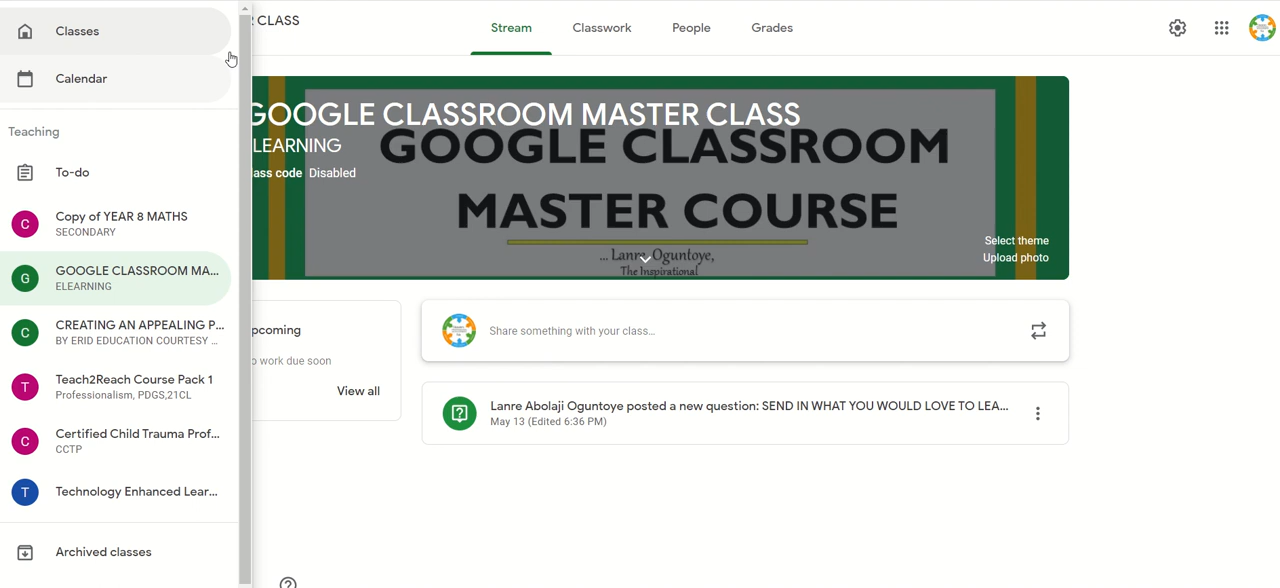 Classes
Calendar
Teaching
To-do
C
Copy of YEAR 8 MATHS
SECONDARY
G
GOOGLE CLASSROOM MA...
ELEARNING
C
CREATING AN APPEALING P...
BY ERID EDUCATION COURTESY ...
T
Teach2Reach Course Pack 1
Professionalism, PDGS,21CL
C
Certified Child Trauma Prof...
CCTP
T
Technology Enhanced Lear...
Archived classes
CLASS
Stream
Classwork
People
Grades
GOOGLE CLASSROOM MASTER CLASS
LEARNING
ass code Disabled
GOOGLE CLASSROOM
MASTER COURSE
... Lanre Oguntoye,
The Inspirational
Select theme
Upload photo
pcoming
o work due soon
View all
Share something with your class...
Lanre Abolaji Oguntoye posted a new question: SEND IN WHAT YOU WOULD LOVE TO LEA...
May 13 (Edited 6:36 PM)